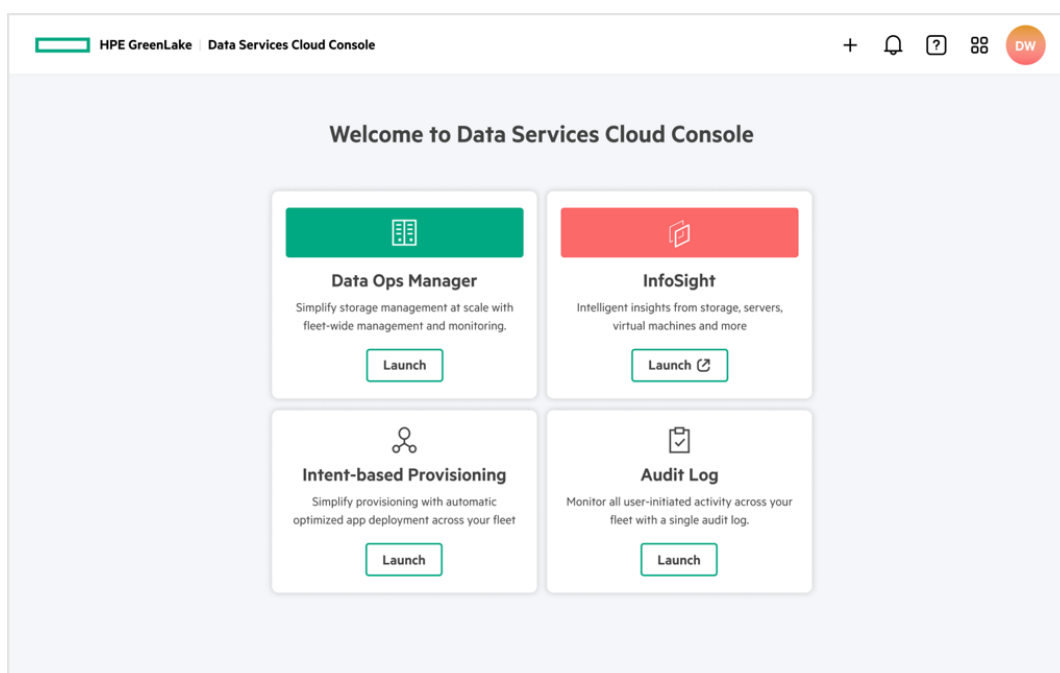 HPE GreenLake | Data Services Cloud Console
DW
Welcome to Data Services Cloud Console
Data Ops Manager
Simplify storage management at scale with
fleet-wide management and monitoring.
Launch
InfoSight
Intelligent insights from storage, servers,
virtual machines and more
Launch
Intent-based Provisioning
Simplify provisioning with automatic
optimized app deployment across your fleet
Launch
Audit Log
Monitor all user-initiated activity across your
fleet with a single audit log.
Launch